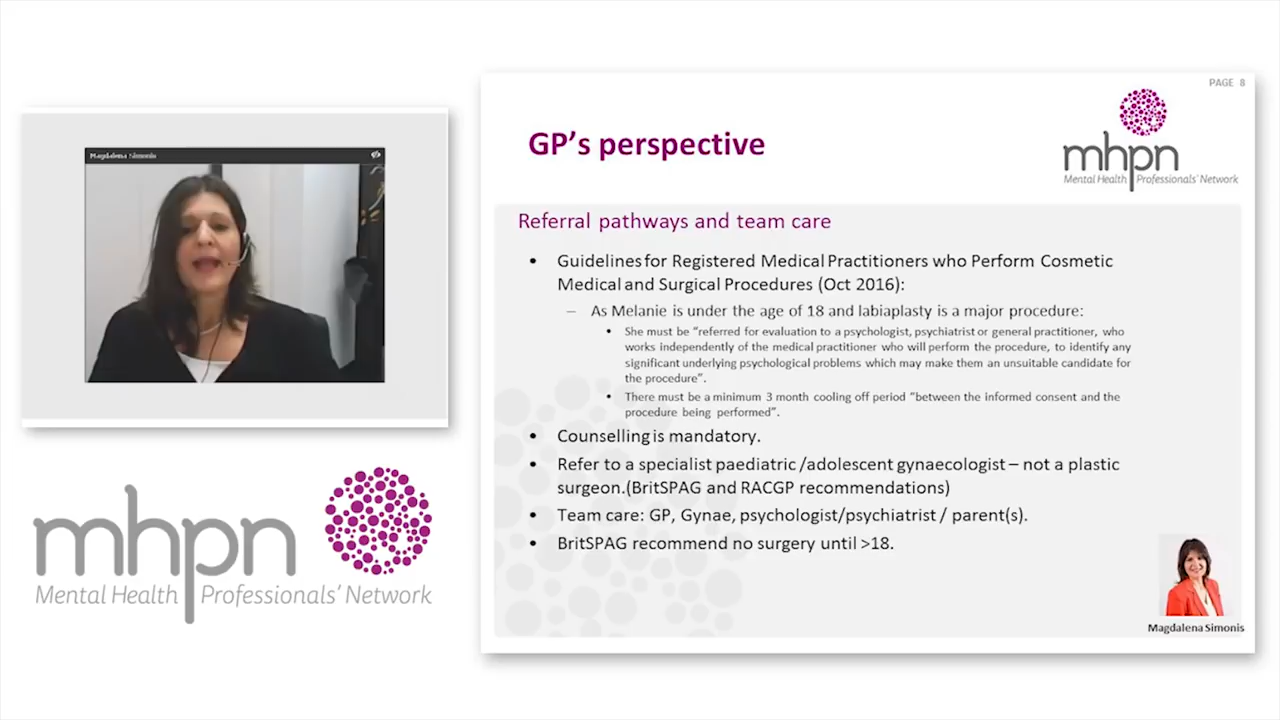 Magdalena Simonis
mhpn
Mental Health Professionals' Network
PAGE 8
GP's perspective
mhpn
Mental Health Professionals' Network
Referral pathways and team care
• Guidelines for Registered Medical Practitioners who Perform Cosmetic
Medical and Surgical Procedures (Oct 2016):
– As Melanie is under the age of 18 and labiaplasty is a major procedure:
• She must be "referred for evaluation to a psychologist, psychiatrist or general practitioner, who
works independently of the medical practitioner who will perform the procedure, to identify any
significant underlying psychological problems which may make them an unsuitable candidate for
the procedure".
• There must be a minimum 3 month cooling off period "between the informed consent and the
procedure being performed".
• Counselling is mandatory.
• Refer to a specialist paediatric /adolescent gynaecologist – not a plastic
surgeon.(BritSPAG and RACGP recommendations)
• Team care: GP, Gynae, psychologist/psychiatrist / parent(s).
• BritSPAG recommend no surgery until >18.
Magdalena Simonis